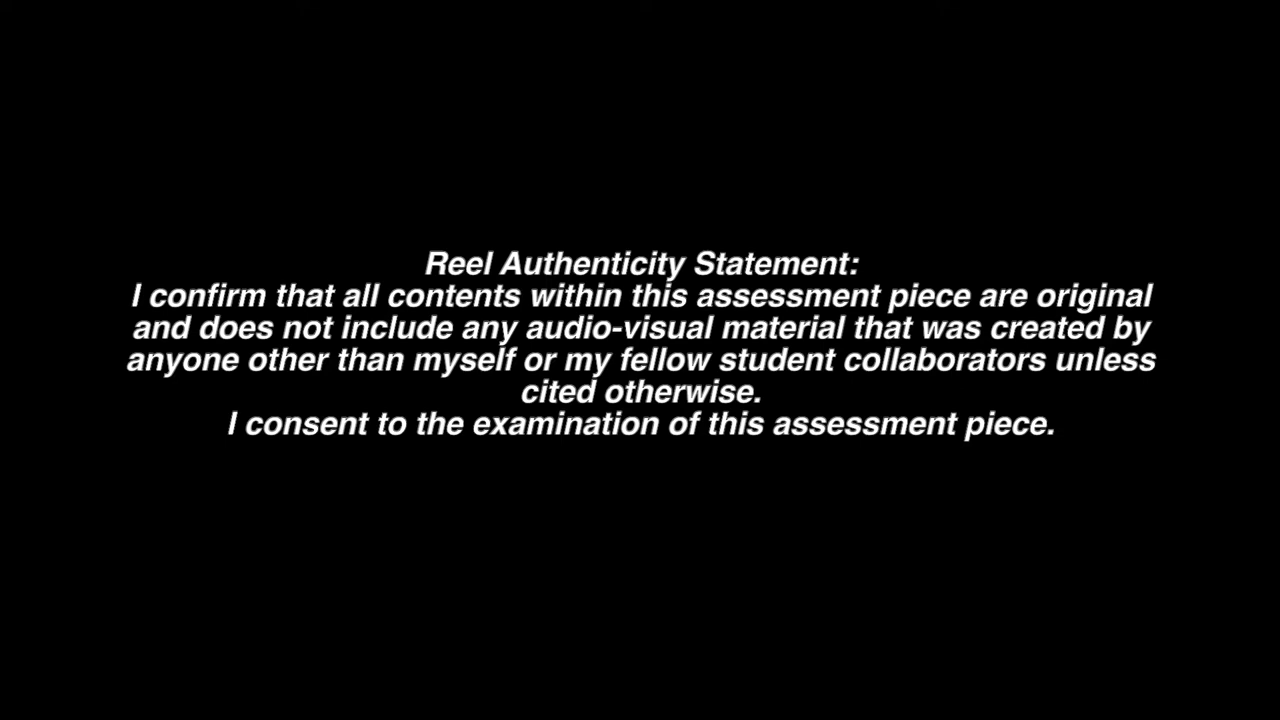 Reel Authenticity Statement:
I confirm that all contents within this assessment piece are original
and does not include any audio-visual material that was created by
anyone other than myself or my fellow student collaborators unless
cited otherwise.
I consent to the examination of this assessment piece.